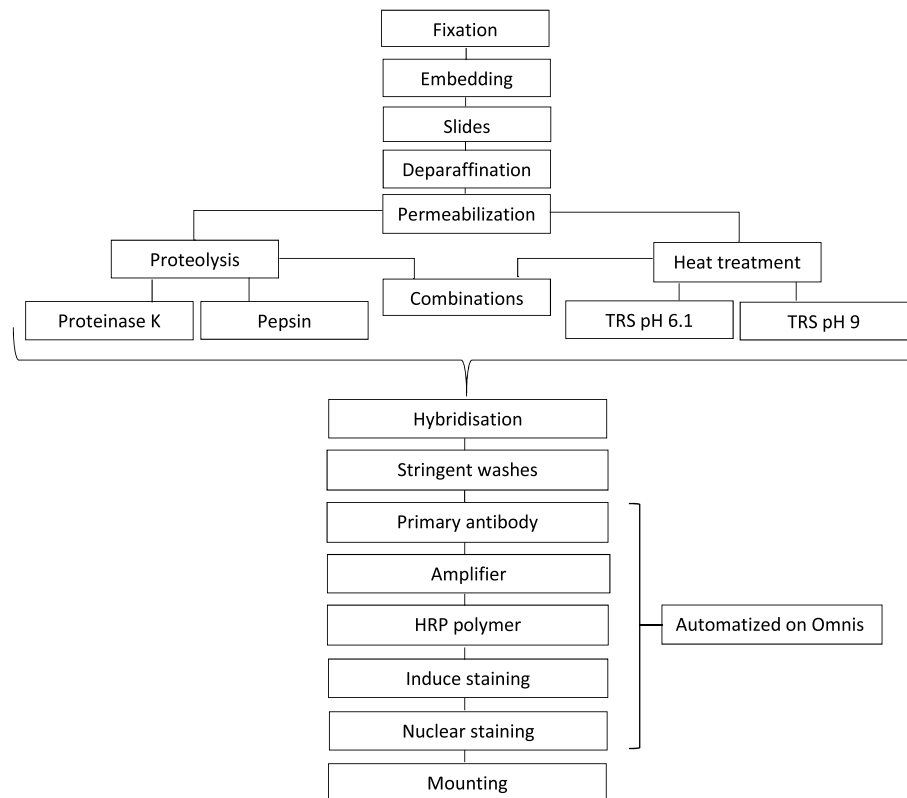 Fixation
Embedding
Slides
Deparaffination
Permeabilization
Proteolysis
Heat treatment
Combinations
Proteinase K
Pepsin
TRS pH 6.1
TRS pH 9
Hybridisation
Stringent washes
Primary antibody
Amplifier
HRP polymer
Automatized on Omnis
Induce staining
Nuclear staining
Mounting